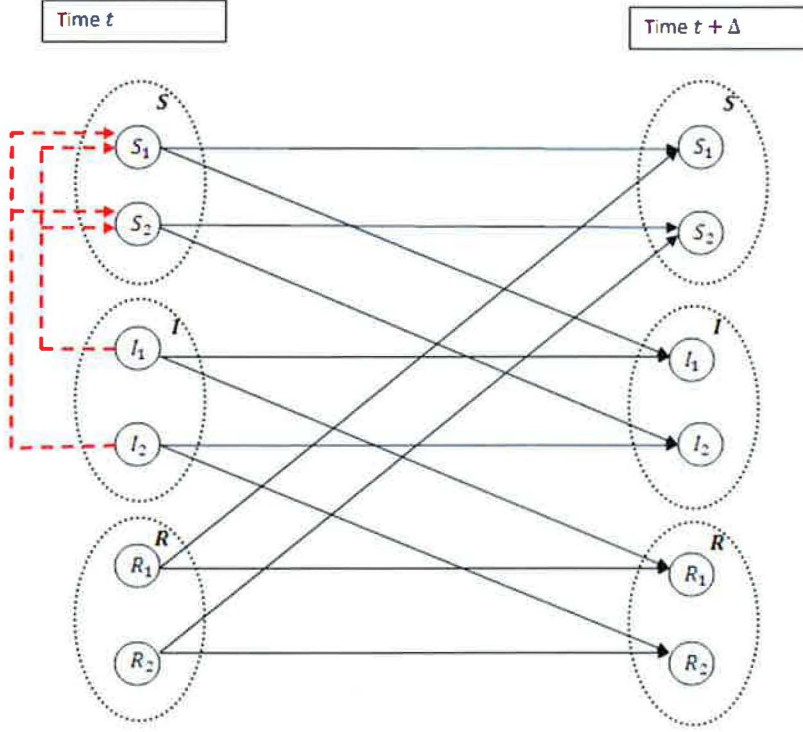 Time t
Time t + Δ
S
S
S₁
S₁
S₂
S₂
I
I
I₁
I₁
I₂
I₂
R
R
R₁
R₁
R₂
R₂